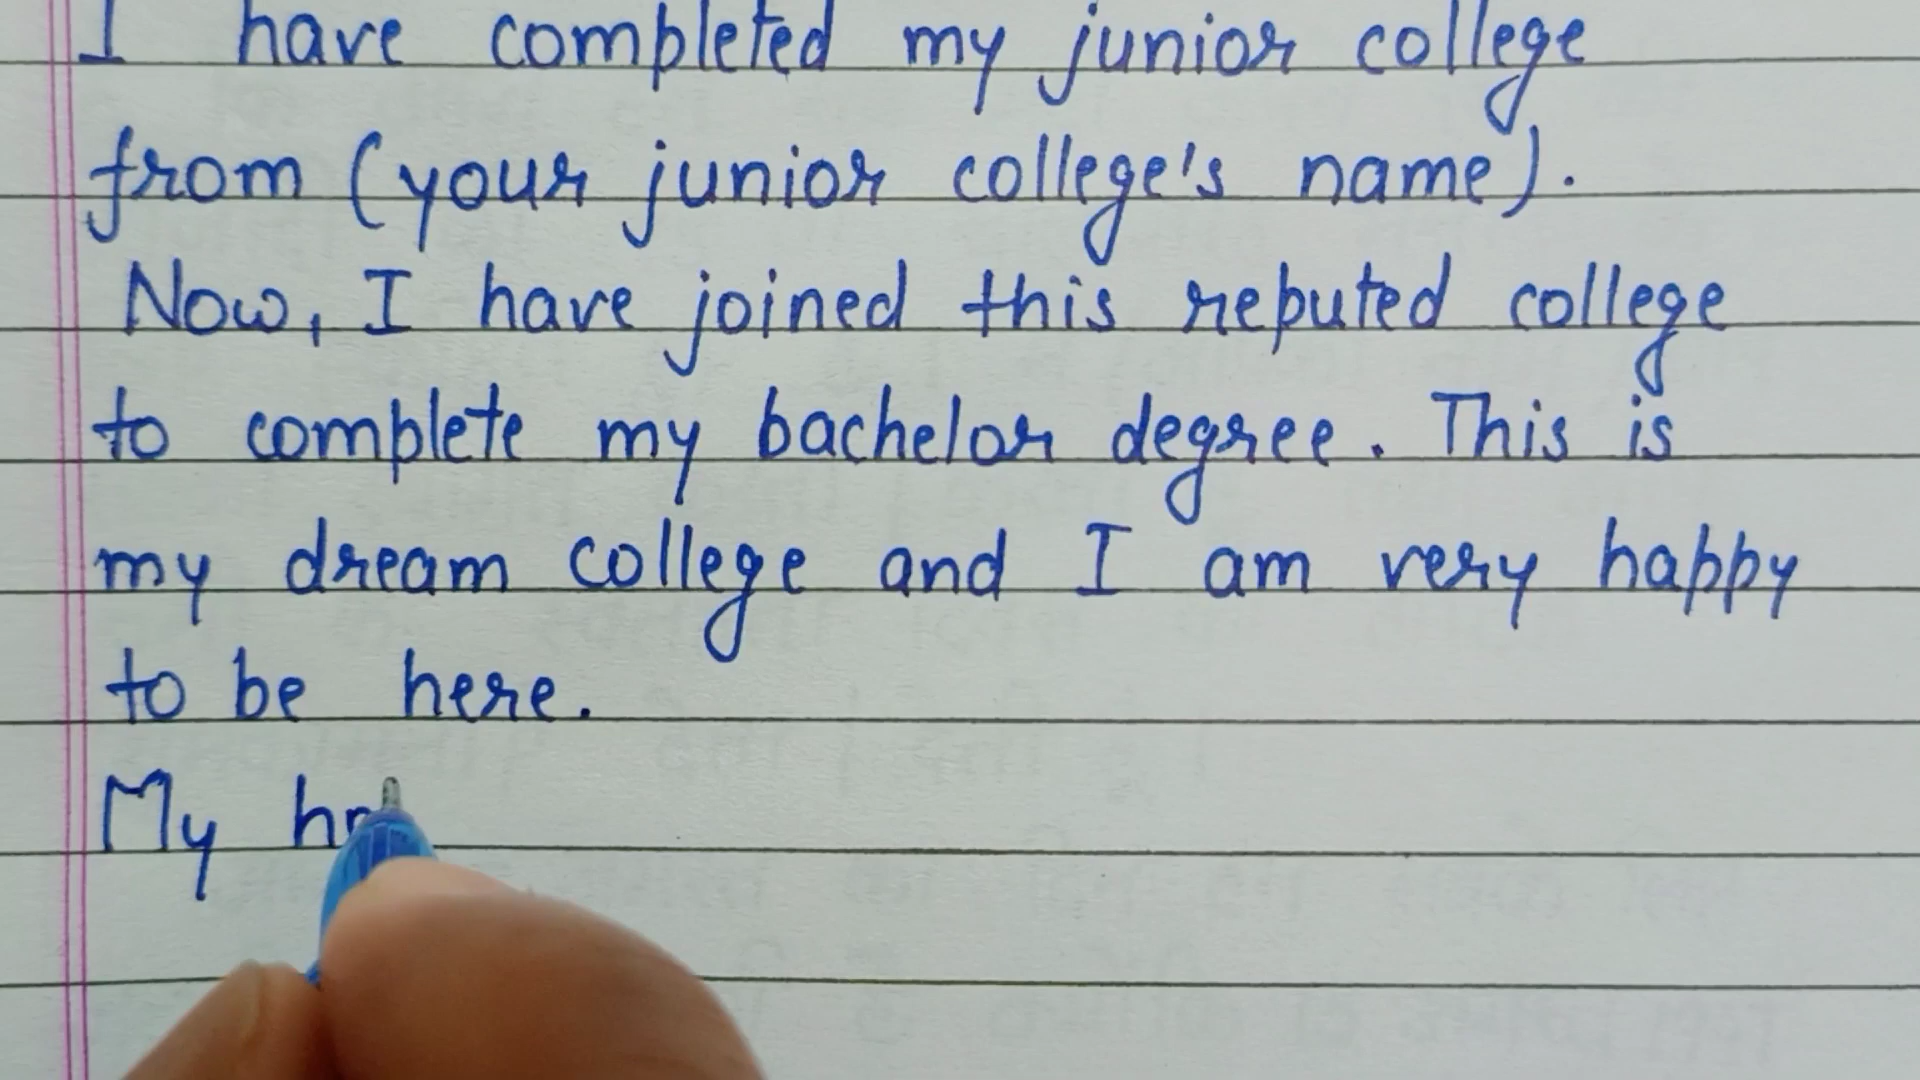 I have completed my junior college
from (your junior college's name).
Now, I have joined this reputed college
to complete my bachelor degree. This is
my dream college and I am very happy
to be here.
My